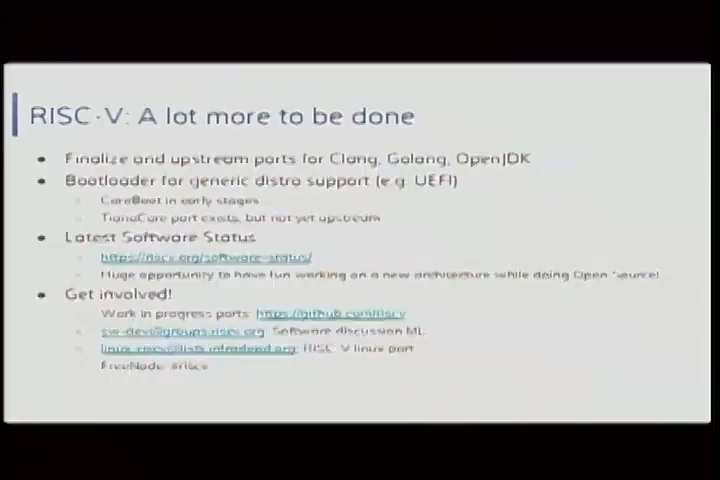 RISC-V: A lot more to be done
Finalize and upstream ports for Clang, Golang, OpenJDK
Bootloader for generic distro support (e.g. UEFI)
CoreBoot in early stages
TianoCore port exists, but not yet upstream
Latest Software Status
https://riscv.org/software-status/
Huge opportunity to have fun working on a new architecture while doing Open Source!
Get involved!
Work in progress ports: https://github.com/riscv
sw-dev@groups.riscv.org: Software discussion ML
linux-riscv@lists.infradead.org: RISC-V linux port
FreeNode: #riscv